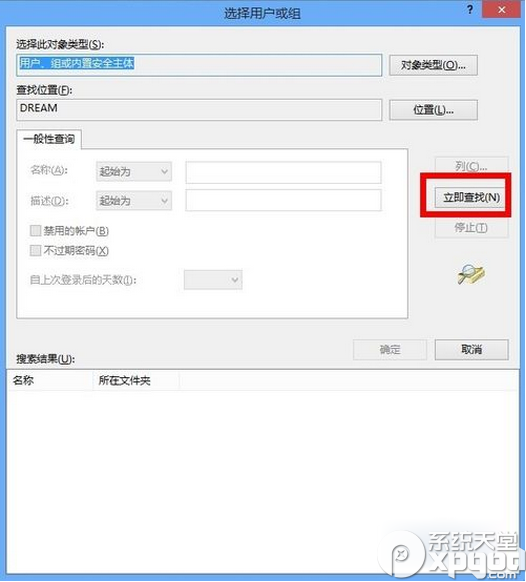 选择用户或组
?
选择此对象类型(S):
用户、组或内置安全主体
对象类型(O)...
查找位置(F):
DREAM
位置(L)...
一般性查询
名称(A):
起始为
列(C)...
描述(D):
起始为
立即查找(N)
禁用的帐户(B)
停止(T)
不过期密码(X)
自上次登录后的天数(I):
确定
取消
搜索结果(U):
名称
所在文件夹
系统天堂